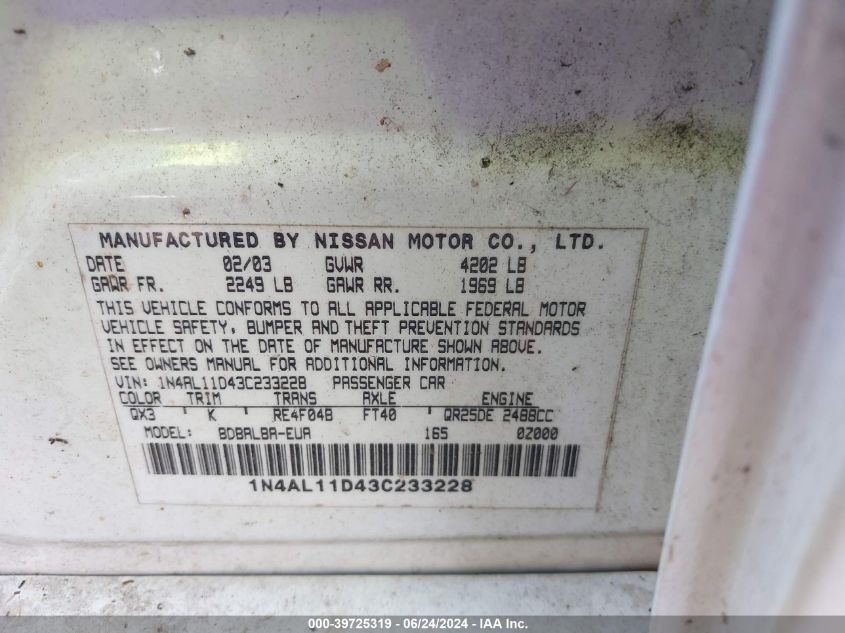 MANUFACTURED BY NISSAN MOTOR CO., LTD.
DATE 02/03 GVWR 4202 LB
GAWR FR. 2249 LB GAWR RR. 1969 LB
THIS VEHICLE CONFORMS TO ALL APPLICABLE FEDERAL MOTOR
VEHICLE SAFETY, BUMPER AND THEFT PREVENTION STANDARDS
IN EFFECT ON THE DATE OF MANUFACTURE SHOWN ABOVE.
SEE OWNERS MANUAL FOR ADDITIONAL INFORMATION.
VIN: 1N4AL11D43C233228 PASSENGER CAR
COLOR TRIM TRANS AXLE ENGINE
QX3 K RE4F04B FT40 QR25DE 2488CC
MODEL: BDBALBA-EUA 165 0Z000
1N4AL11D43C233228
000-39725319 / 06/24/2024 - IAA Inc.